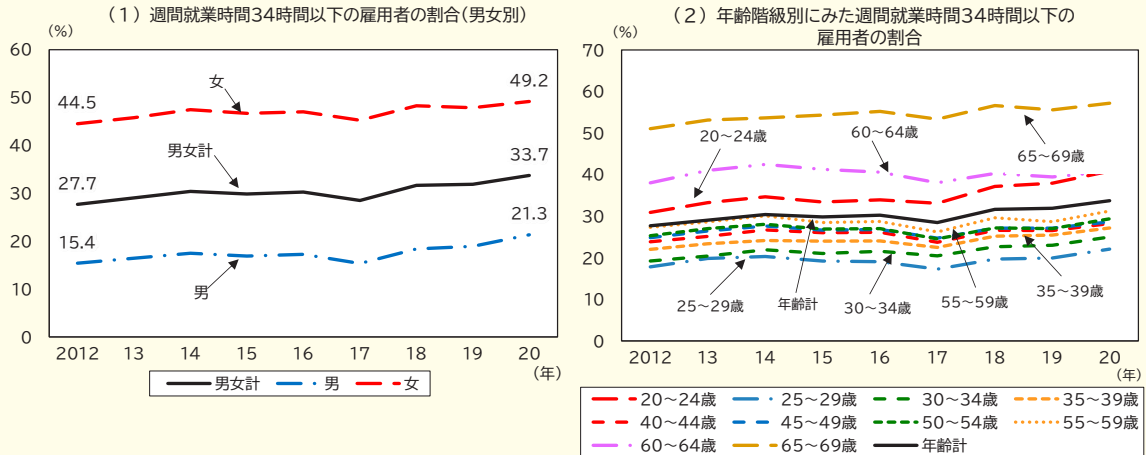 (1)週間就業時間34時間以下の雇用者の割合(男女別)
(%)
60
50
40
30
20
10
0
44.5
27.7
15.4
女
男女計
男
49.2
33.7
21.3
2012 13 14 15 16 17 18 19 20
(年)
男女計 男 女
(2)年齢階級別にみた週間就業時間34時間以下の
雇用者の割合
(%)
70
60
50
40
30
20
10
0
20~24歳
60~64歳
65~69歳
25~29歳
年齢計
30~34歳
55~59歳
35~39歳
2012 13 14 15 16 17 18 19 20
(年)
20~24歳 25~29歳 30~34歳 35~39歳
40~44歳 45~49歳 50~54歳 55~59歳
60~64歳 65~69歳 年齢計